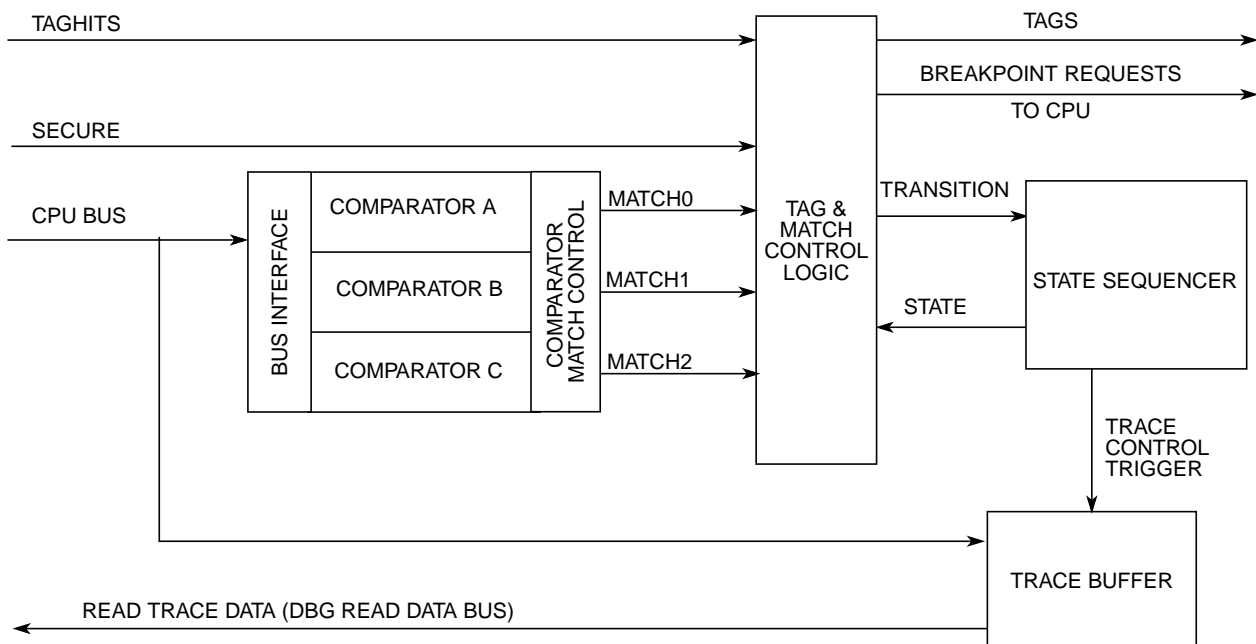 TAGHITS
TAGS
BREAKPOINT REQUESTS
TO CPU
SECURE
CPU BUS
BUS INTERFACE
COMPARATOR A
COMPARATOR B
COMPARATOR C
COMPARATOR
MATCH CONTROL
MATCH0
MATCH1
MATCH2
TAG &
MATCH
CONTROL
LOGIC
TRANSITION
STATE
STATE SEQUENCER
TRACE
CONTROL
TRIGGER
TRACE BUFFER
READ TRACE DATA (DBG READ DATA BUS)